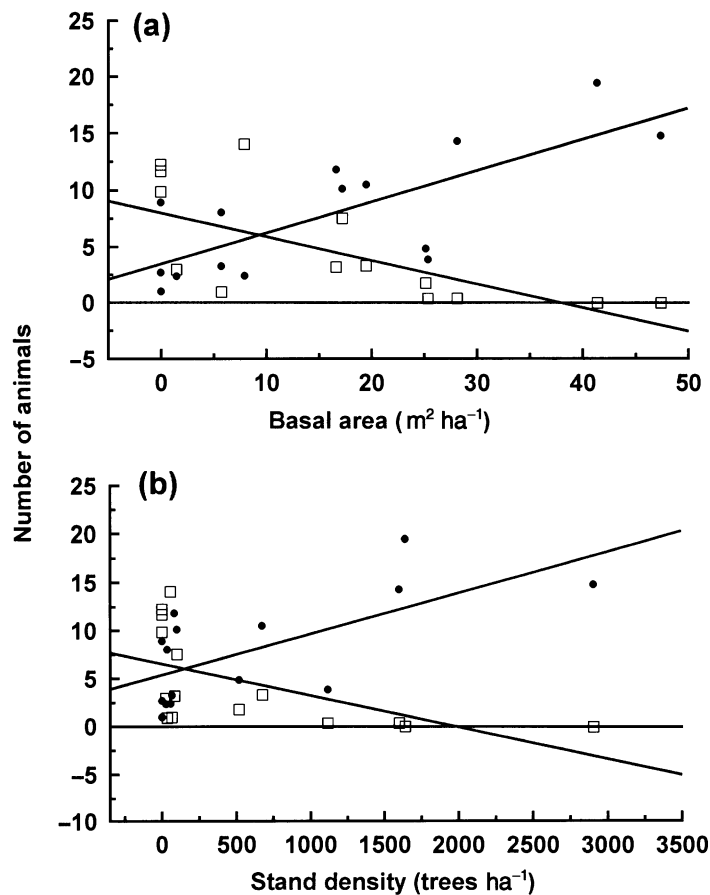 (a)
25
20
15
10
5
0
–5
0 10 20 30 40 50
Basal area (m² ha⁻¹)
Number of animals
(b)
25
20
15
10
5
0
–5
–10
0 500 1000 1500 2000 2500 3000 3500
Stand density (trees ha⁻¹)